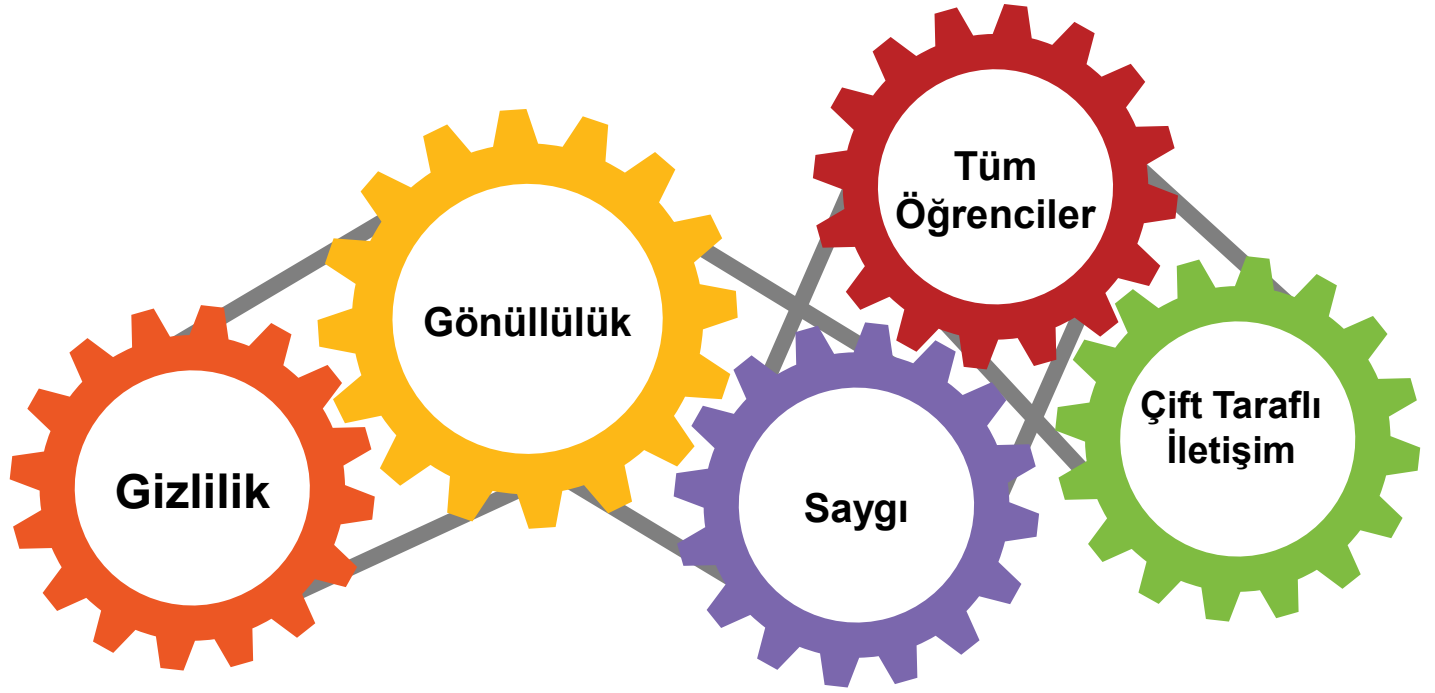 Gizlilik
Gönüllülük
Saygı
Tüm
Öğrenciler
Çift Taraflı
İletişim